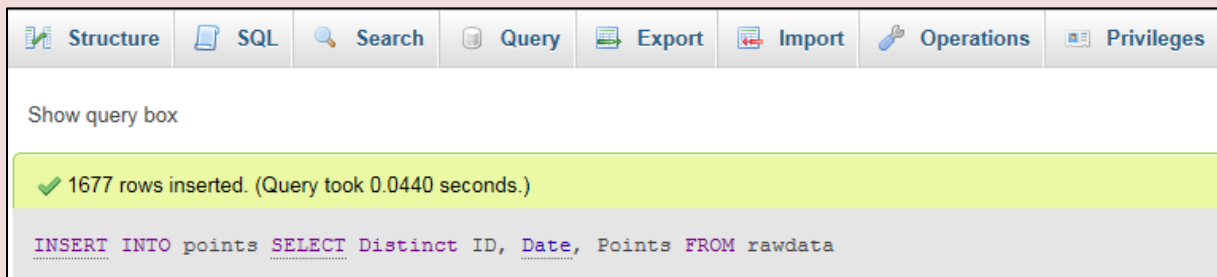 Structure SQL Search Query Export Import Operations Privileges
Show query box
1677 rows inserted. (Query took 0.0440 seconds.)
INSERT INTO points SELECT Distinct ID, Date, Points FROM rawdata